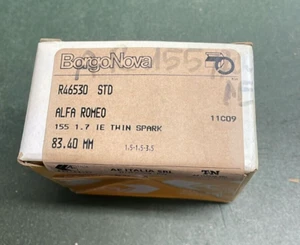 BorgoNova
R46530 STD
ALFA ROMEO
11C09
155 1.7 IE TWIN SPARK
83.40 MM
1.5-1.5-3.5